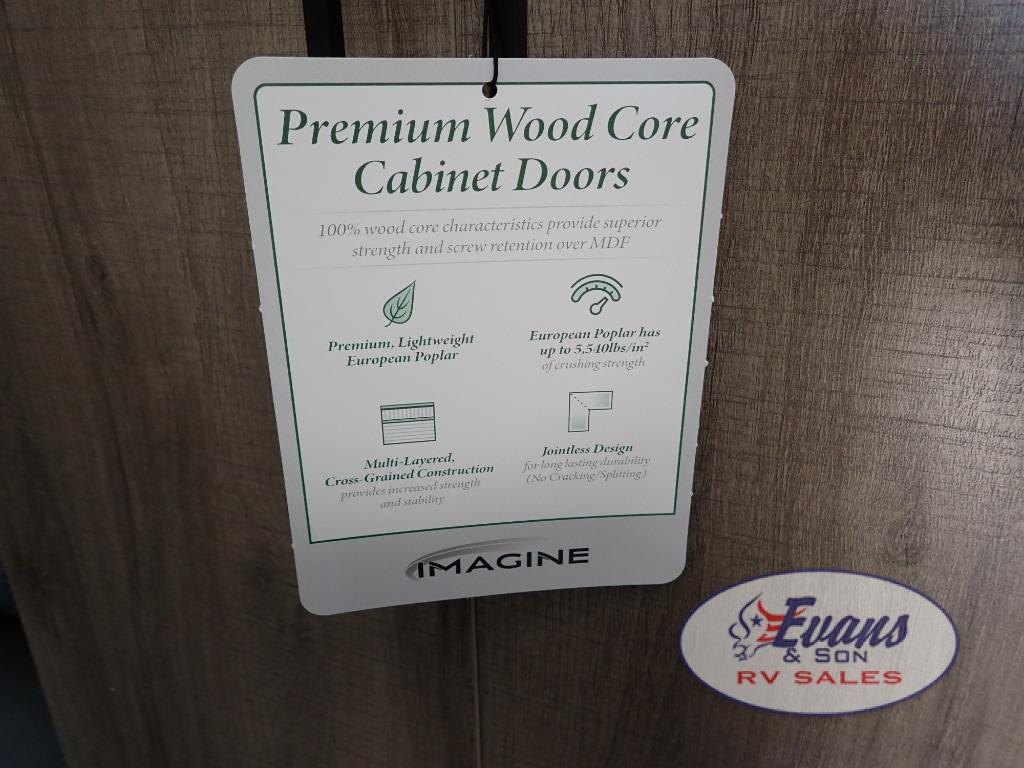 Premium Wood Core
Cabinet Doors
100% wood core characteristics provide superior
strength and screw retention over MDF
Premium, Lightweight
European Poplar
European Poplar has
up to 5,540lbs/in²
of crushing strength
Multi-Layered,
Cross-Grained Construction
provides increased strength
and stability
Jointless Design
for long lasting durability
(No Cracking/Splitting)
IMAGINE
Evans
& SON
RV SALES